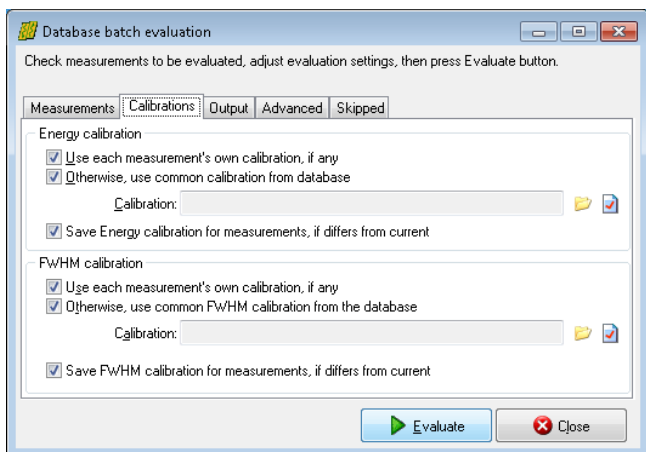 Database batch evaluation
Check measurements to be evaluated, adjust evaluation settings, then press Evaluate button.
Measurements Calibrations Output Advanced Skipped
Energy calibration
Use each measurement's own calibration, if any
Otherwise, use common calibration from database
Calibration:
Save Energy calibration for measurements, if differs from current
FWHM calibration
Use each measurement's own calibration, if any
Otherwise, use common FWHM calibration from the database
Calibration:
Save FWHM calibration for measurements, if differs from current
Evaluate Close